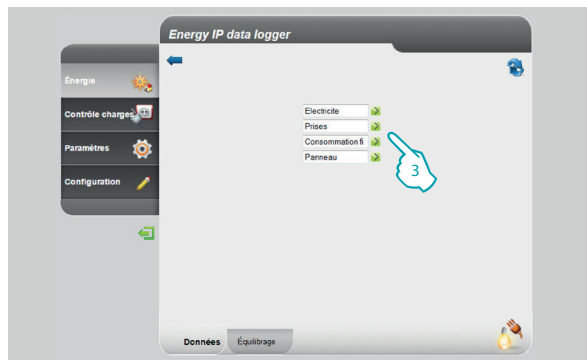 Energy IP data logger
Énergie
Contrôle charges
Paramètres
Configuration
Electricite
Prises
Consommation fi
Panneau
3
Données
Équilibrage